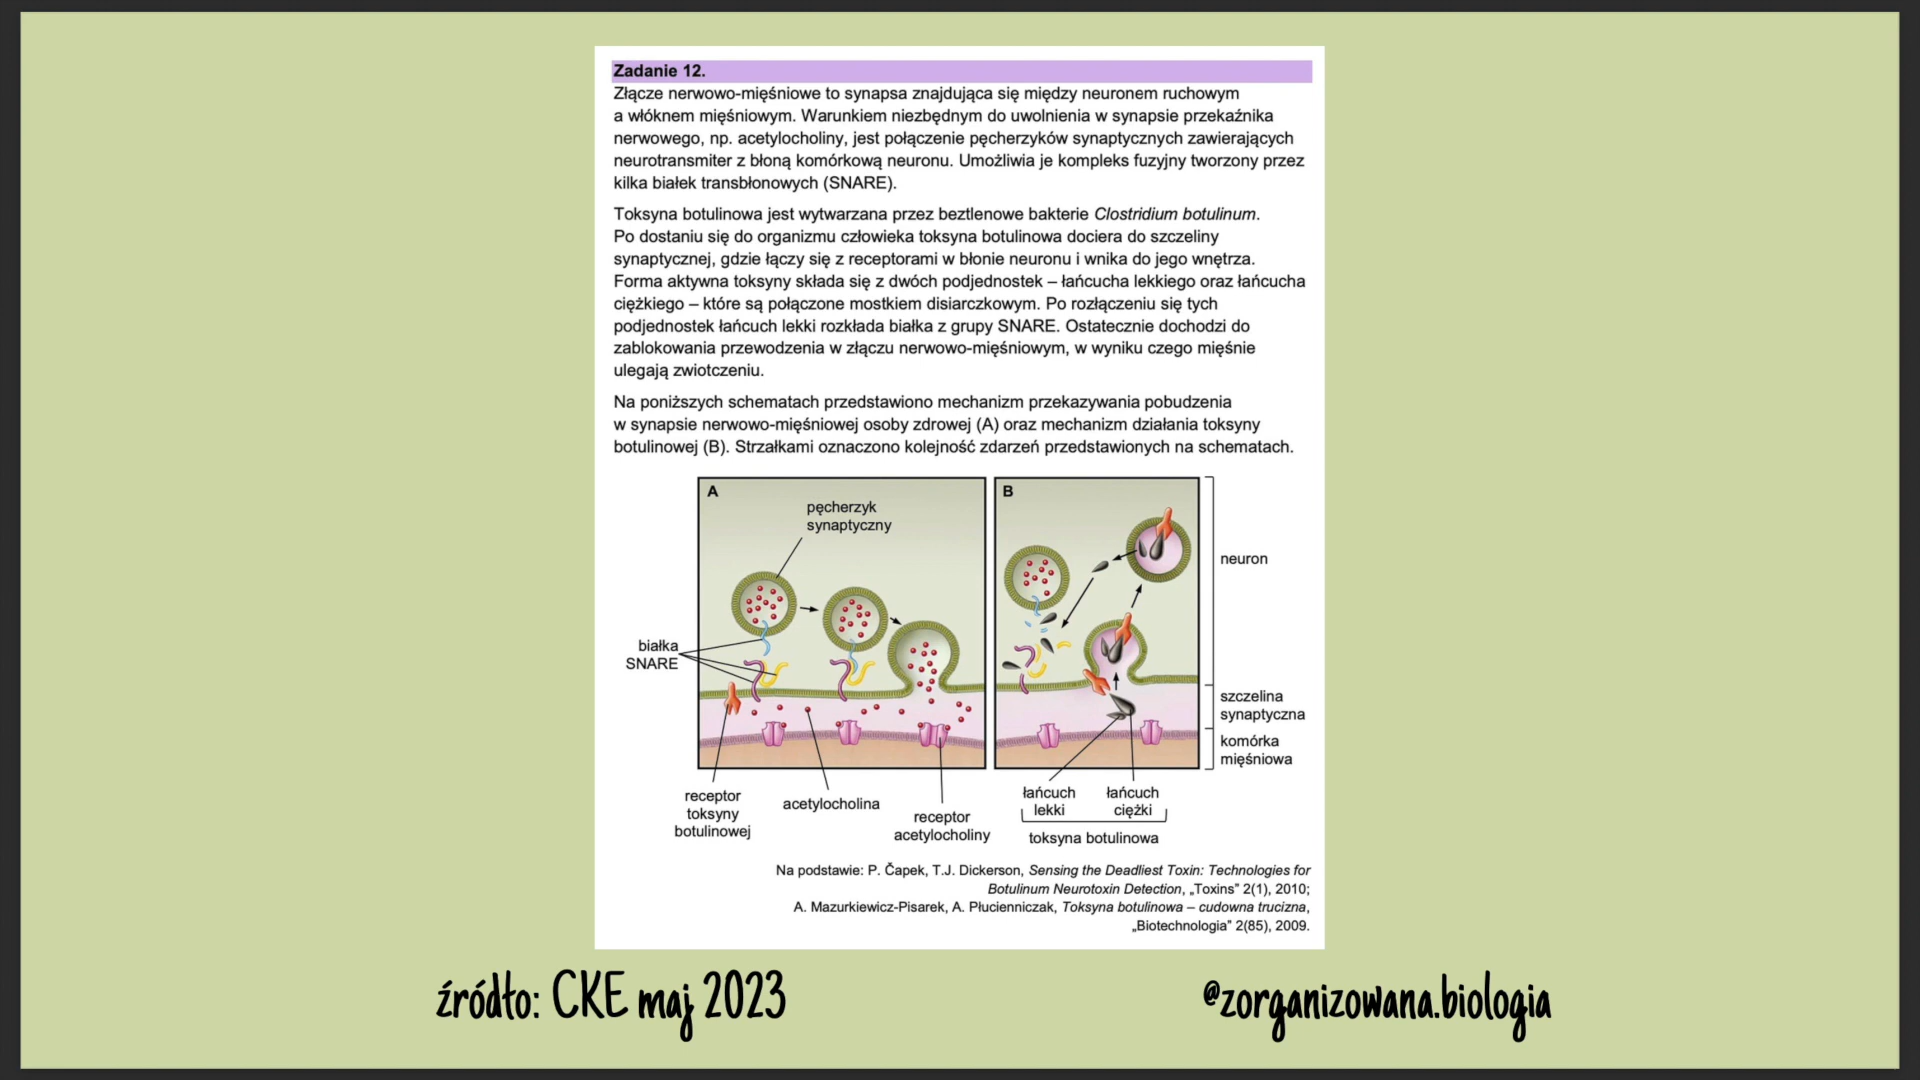 Zadanie 12.
Złącze nerwowo-mięśniowe to synapsa znajdująca się między neuronem ruchowym
a włóknem mięśniowym. Warunkiem niezbędnym do uwolnienia w synapsie przekaźnika
nerwowego, np. acetylocholiny, jest połączenie pęcherzyków synaptycznych zawierających
neurotransmiter z błoną komórkową neuronu. Umożliwia je kompleks fuzyjny tworzony przez
kilka białek transbłonowych (SNARE).
Toksyna botulinowa jest wytwarzana przez beztlenowe bakterie Clostridium botulinum.
Po dostaniu się do organizmu człowieka toksyna botulinowa dociera do szczeliny
synaptycznej, gdzie łączy się z receptorami w błonie neuronu i wnika do jego wnętrza.
Forma aktywna toksyny składa się z dwóch podjednostek – łańcucha lekkiego oraz łańcucha
ciężkiego – które są połączone mostkiem disiarczkowym. Po rozłączeniu się tych
podjednostek łańcuch lekki rozkłada białka z grupy SNARE. Ostatecznie dochodzi do
zablokowania przewodzenia w złączu nerwowo-mięśniowym, w wyniku czego mięśnie
ulegają zwiotczeniu.
Na poniższych schematach przedstawiono mechanizm przekazywania pobudzenia
w synapsie nerwowo-mięśniowej osoby zdrowej (A) oraz mechanizm działania toksyny
botulinowej (B). Strzałkami oznaczono kolejność zdarzeń przedstawionych na schematach.
A
pęcherzyk
synaptyczny
białka
SNARE
receptor
toksyny
botulinowej
acetylocholina
receptor
acetylocholiny
B
neuron
szczelina
synaptyczna
komórka
mięśniowa
łańcuch
lekki
łańcuch
ciężki
toksyna botulinowa
Na podstawie: P. Čapek, T.J. Dickerson, Sensing the Deadliest Toxin: Technologies for
Botulinum Neurotoxin Detection, „Toxins” 2(1), 2010;
A. Mazurkiewicz-Pisarek, A. Płucienniczak, Toksyna botulinowa – cudowna trucizna,
„Biotechnologia” 2(85), 2009.
źródło: CKE maj 2023
@zorganizowana.biologia